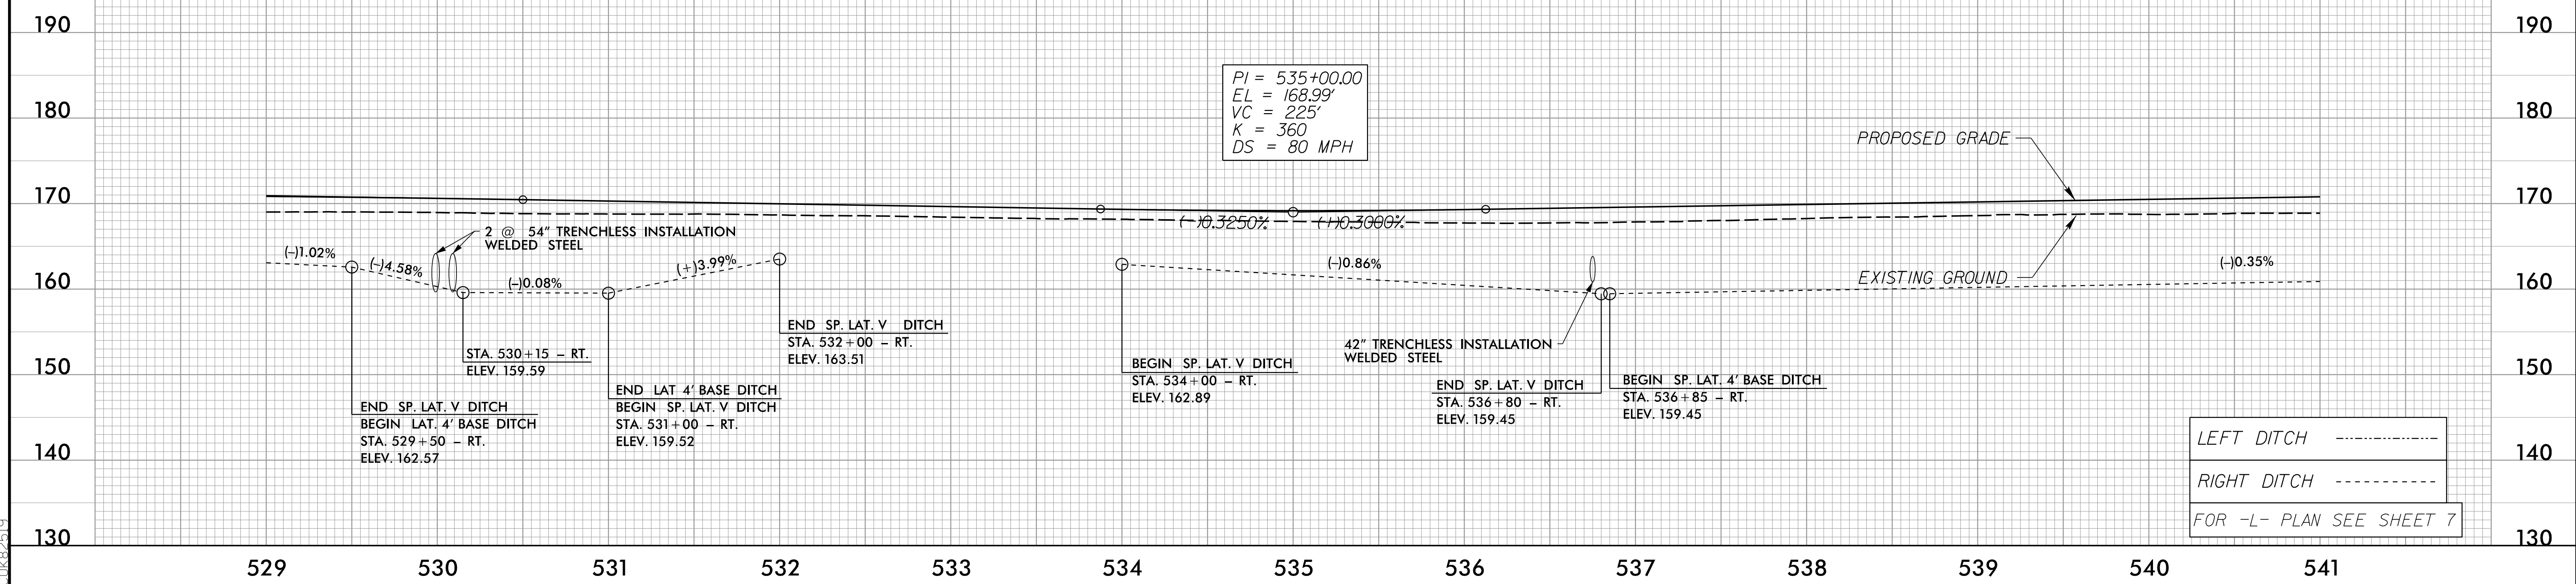 190
190
180
180
170
170
160
160
150
150
140
140
130
130
PI = 535+00.00
EL = 168.99'
VC = 225'
K = 360
DS = 80 MPH
PROPOSED GRADE
(-)0.3250%
(+)0.3000%
2 @ 54" TRENCHLESS INSTALLATION
WELDED STEEL
(-)1.02%
(-)4.58%
(-)0.08%
(+)3.99%
(-)0.86%
EXISTING GROUND
(-)0.35%
END SP. LAT. V DITCH
BEGIN LAT. 4' BASE DITCH
STA. 529+50 - RT.
ELEV. 162.57
STA. 530+15 - RT.
ELEV. 159.59
END LAT 4' BASE DITCH
BEGIN SP. LAT. V DITCH
STA. 531+00 - RT.
ELEV. 159.52
END SP. LAT. V DITCH
STA. 532+00 - RT.
ELEV. 163.51
BEGIN SP. LAT. V DITCH
STA. 534+00 - RT.
ELEV. 162.89
42" TRENCHLESS INSTALLATION
WELDED STEEL
END SP. LAT. V DITCH
STA. 536+80 - RT.
ELEV. 159.45
BEGIN SP. LAT. 4' BASE DITCH
STA. 536+85 - RT.
ELEV. 159.45
LEFT DITCH
RIGHT DITCH
FOR -L- PLAN SEE SHEET 7
529
530
531
532
533
534
535
536
537
538
539
540
541